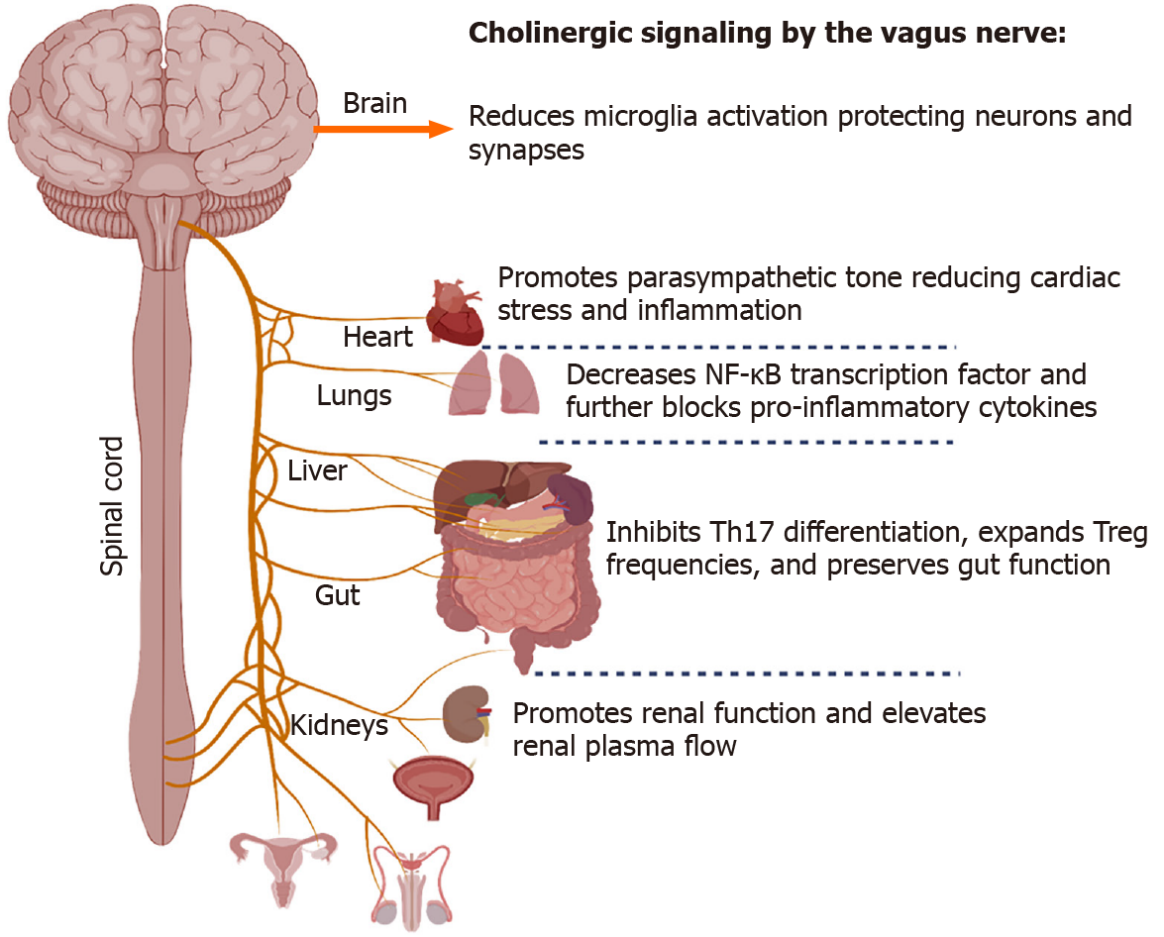 Cholinergic signaling by the vagus nerve:
Brain
Reduces microglia activation protecting neurons and
synapses
Promotes parasympathetic tone reducing cardiac
stress and inflammation
Heart
Decreases NF-κB transcription factor and
further blocks pro-inflammatory cytokines
Lungs
Liver
Spinal cord
Inhibits Th17 differentiation, expands Treg
frequencies, and preserves gut function
Gut
Kidneys
Promotes renal function and elevates
renal plasma flow